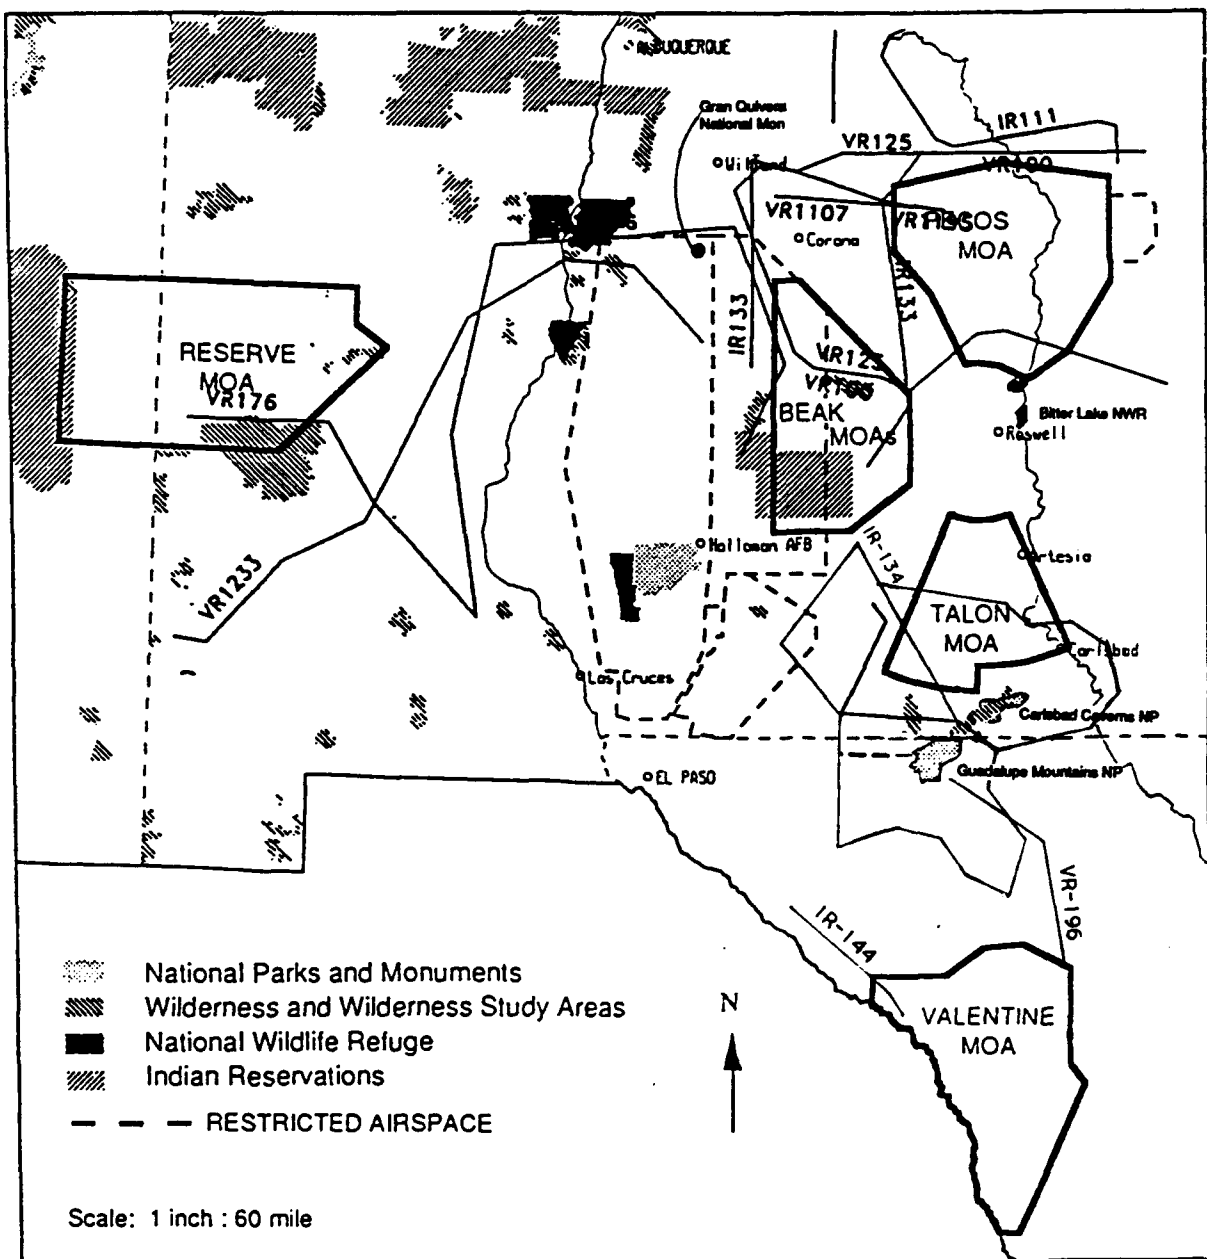 ALBUQUERQUE
Gran Quivera
National Mon
IR111
VR125
VR100
VR1107
Corona
PECOS
MOA
IR133
IR133
RESERVE
MOA
VR176
BEAK
MOAs
Bitter Lake NWR
Roswell
Holloman AFB
IR-134
Artesia
VR1233
TALON
MOA
Carlsbad
Las Cruces
Carlsbad Caverns NP
Guadalupe Mountains NP
EL PASO
VR-196
IR-144
National Parks and Monuments
Wilderness and Wilderness Study Areas
National Wildlife Refuge
Indian Reservations
RESTRICTED AIRSPACE
N
VALENTINE
MOA
Scale: 1 inch : 60 mile